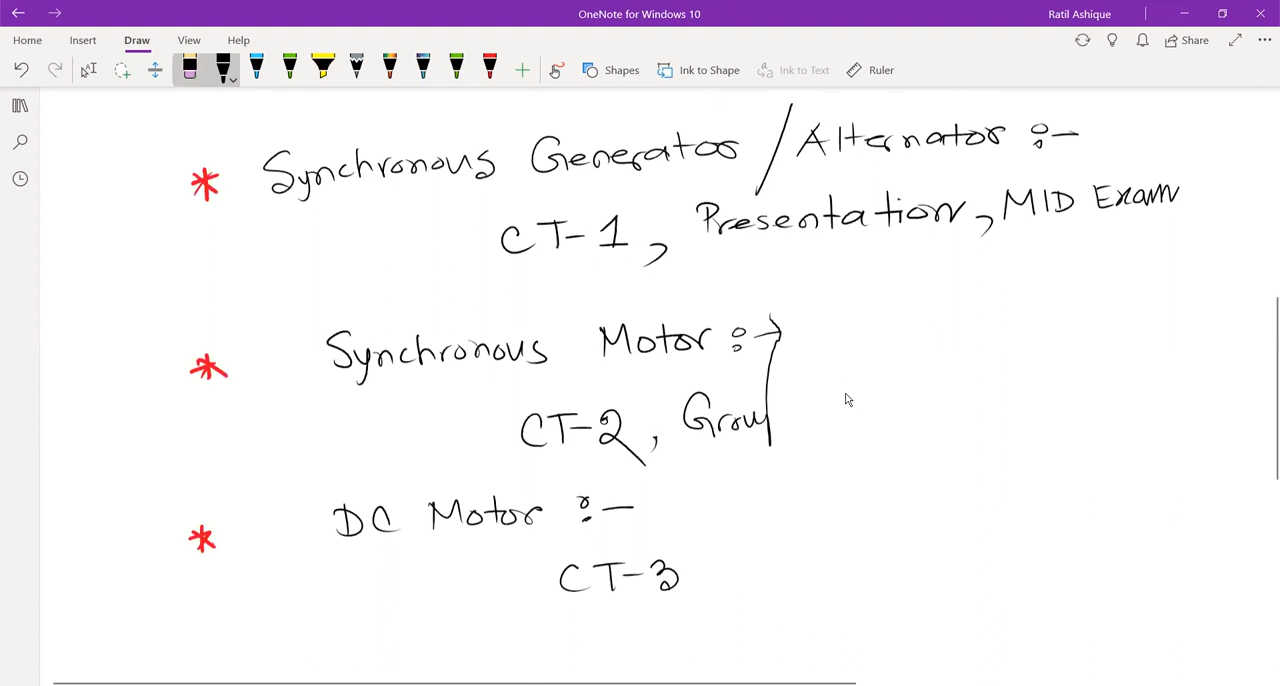 OneNote for Windows 10
Ratil Ashique
Home Insert Draw View Help
Share
Shapes Ink to Shape Ink to Text Ruler
* Synchronous Generator / Alternator :-
CT-1, Presentation, MID Exam
* Synchronous Motor :-
CT-2, Group
* DC Motor :-
CT-3